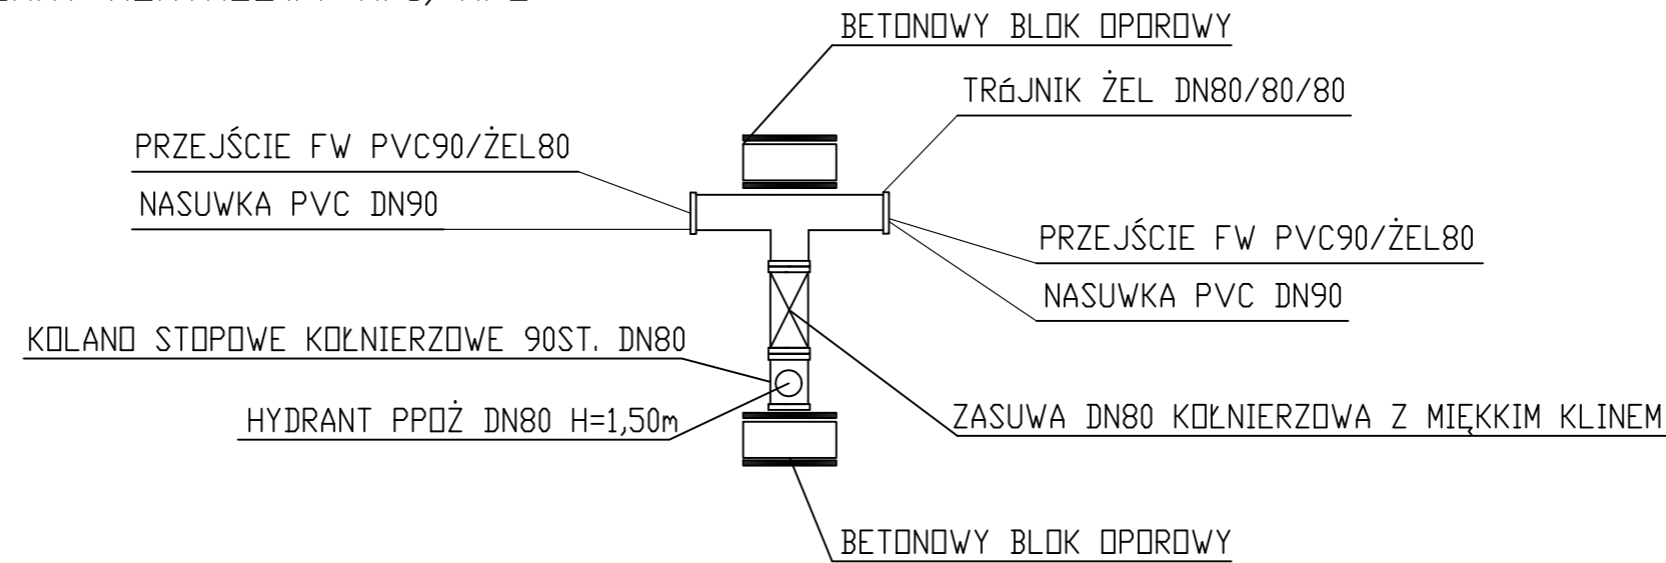 BETONOWY BLOK OPOROWY
TRóJNIK ŻEL DN80/80/80
PRZEJŚCIE FW PVC90/ŻEL80
NASUWKA PVC DN90
PRZEJŚCIE FW PVC90/ŻEL80
NASUWKA PVC DN90
KOLANO STOPOWE KOŁNIERZOWE 90ST. DN80
HYDRANT PPOŻ DN80 H=1,50m
ZASUWA DN80 KOŁNIERZOWA Z MIĘKKIM KLINEM
BETONOWY BLOK OPOROWY